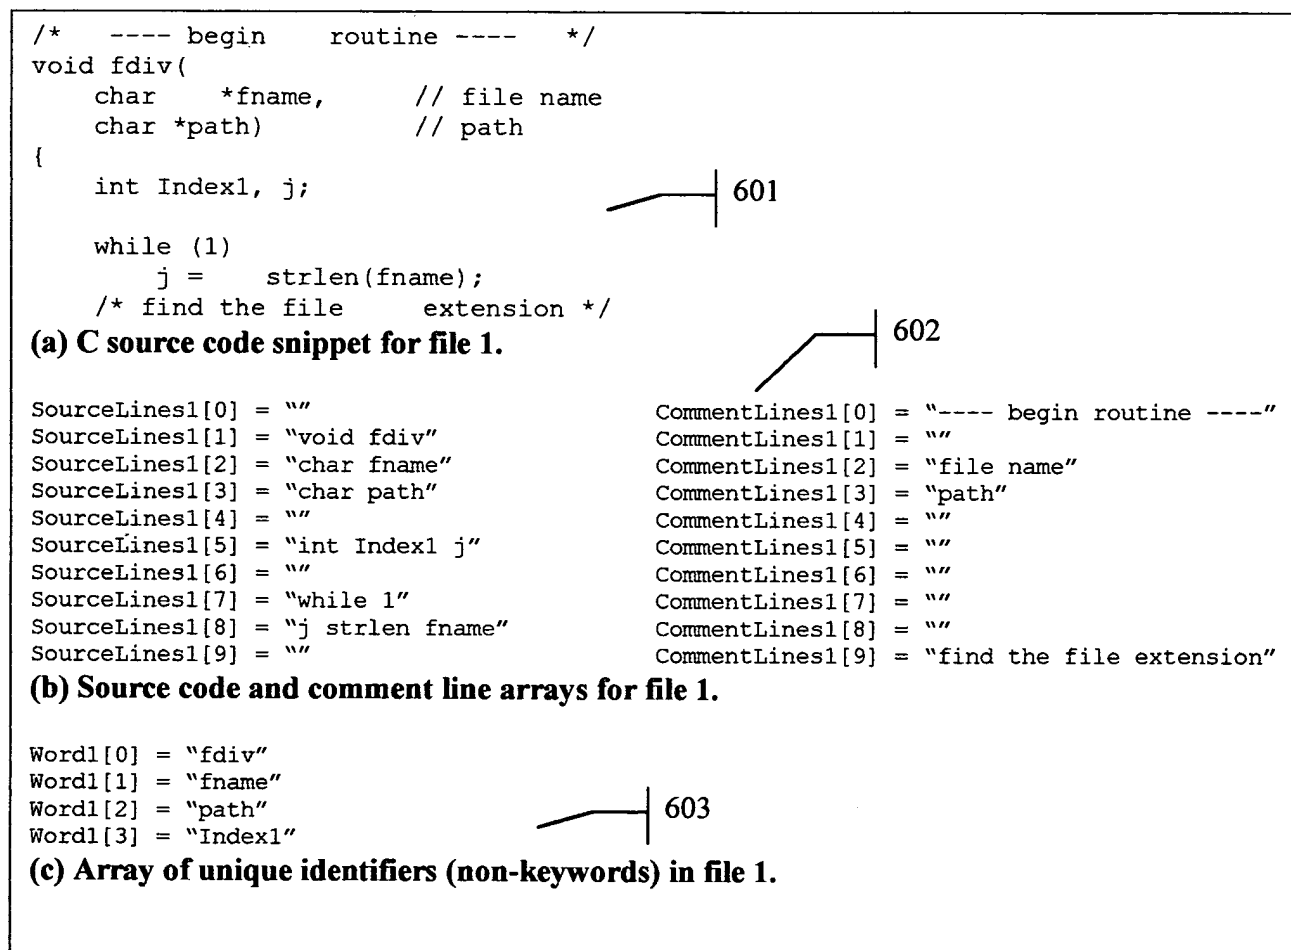 /*   ---- begin    routine ----   */
void fdiv(
    char    *fname,      // file name
    char *path)          // path
{
    int Index1, j;
601
    while (1)
        j =    strlen(fname);
    /* find the file     extension */
(a) C source code snippet for file 1.
602
SourceLines1[0] = “”
SourceLines1[1] = “void fdiv”
SourceLines1[2] = “char fname”
SourceLines1[3] = “char path”
SourceLines1[4] = “”
SourceLines1[5] = “int Index1 j”
SourceLines1[6] = “”
SourceLines1[7] = “while 1”
SourceLines1[8] = “j strlen fname”
SourceLines1[9] = “”
CommentLines1[0] = “---- begin routine ----”
CommentLines1[1] = “”
CommentLines1[2] = “file name”
CommentLines1[3] = “path”
CommentLines1[4] = “”
CommentLines1[5] = “”
CommentLines1[6] = “”
CommentLines1[7] = “”
CommentLines1[8] = “”
CommentLines1[9] = “find the file extension”
(b) Source code and comment line arrays for file 1.
Word1[0] = “fdiv”
Word1[1] = “fname”
Word1[2] = “path”
Word1[3] = “Index1”
603
(c) Array of unique identifiers (non-keywords) in file 1.